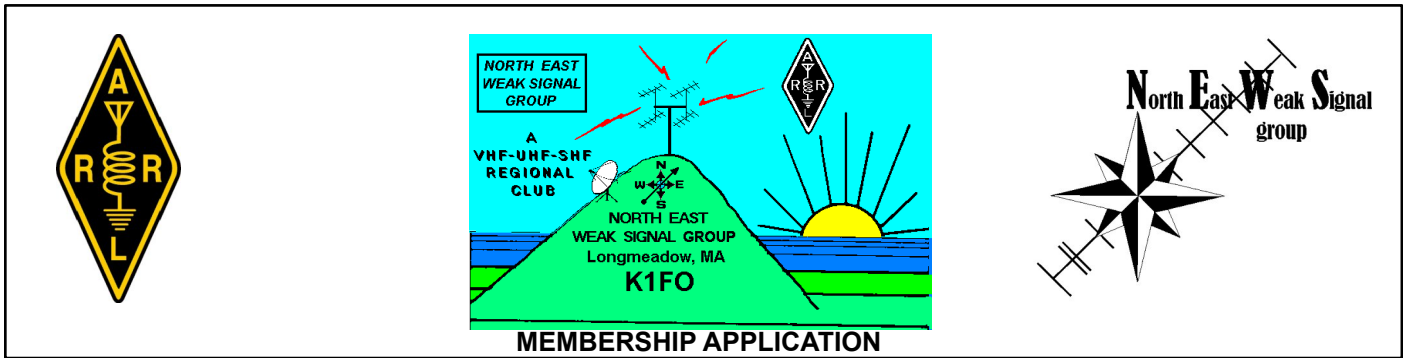 A
R R
L
NORTH EAST
WEAK SIGNAL
GROUP
A
VHF-UHF-SHF
REGIONAL
CLUB
A
R R
L
N
W E
S
NORTH EAST
WEAK SIGNAL GROUP
Longmeadow, MA
K1FO
North East Weak Signal
group
MEMBERSHIP APPLICATION